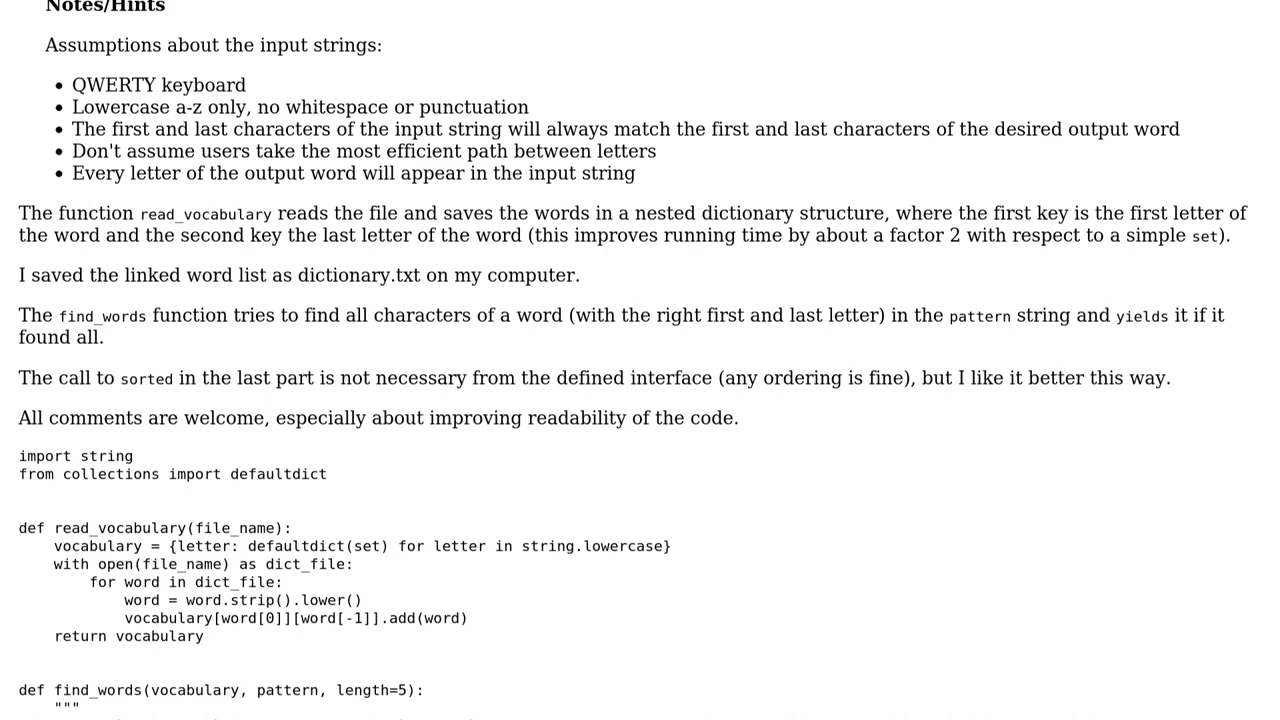 Notes/Hints
Assumptions about the input strings:
• QWERTY keyboard
• Lowercase a-z only, no whitespace or punctuation
• The first and last characters of the input string will always match the first and last characters of the desired output word
• Don't assume users take the most efficient path between letters
• Every letter of the output word will appear in the input string
The function read_vocabulary reads the file and saves the words in a nested dictionary structure, where the first key is the first letter of
the word and the second key the last letter of the word (this improves running time by about a factor 2 with respect to a simple set).
I saved the linked word list as dictionary.txt on my computer.
The find_words function tries to find all characters of a word (with the right first and last letter) in the pattern string and yields it if it
found all.
The call to sorted in the last part is not necessary from the defined interface (any ordering is fine), but I like it better this way.
All comments are welcome, especially about improving readability of the code.
import string
from collections import defaultdict
def read_vocabulary(file_name):
    vocabulary = {letter: defaultdict(set) for letter in string.lowercase}
    with open(file_name) as dict_file:
        for word in dict_file:
            word = word.strip().lower()
            vocabulary[word[0]][word[-1]].add(word)
    return vocabulary
def find_words(vocabulary, pattern, length=5):
    """